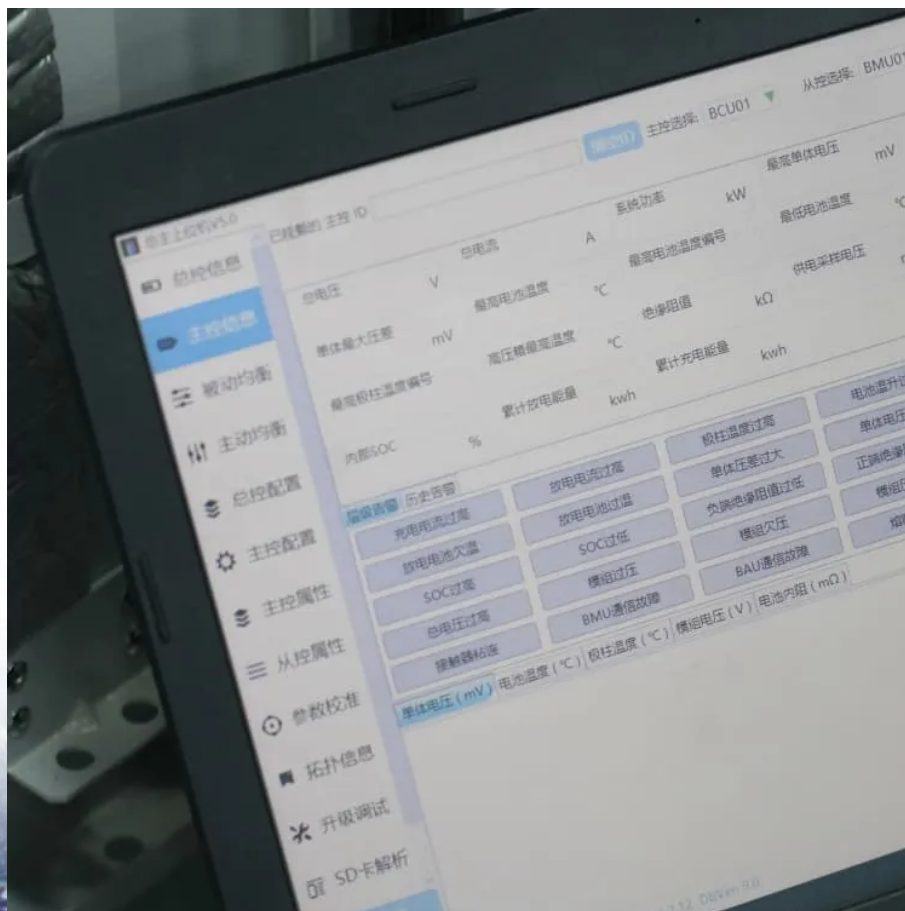 总主上位机V5.0
已挂载的 主控 ID
主控选择: BCU01
从控选择: BMU01
总控信息
主控信息
被动均衡
主动均衡
总控配置
主控配置
主控属性
从控属性
参数校准
拓扑信息
升级调试
SD卡解析
总电压 V 总电流 A 系统功率 kW 最高单体电压 mV
单体最大压差 mV 最高电池温度 ℃ 最高电池温度编号 最低电池温度 ℃
最高极柱温度编号 高压箱最高温度 ℃ 绝缘阻值 kΩ 供电采样电压
内部SOC % 累计放电能量 kwh 累计充电能量 kwh
历史告警
充电电流过高 放电电流过高 极柱温度过高 电池温升过
放电电池欠温 放电电池过温 单体压差过大 单体电压
SOC过高 SOC过低 负端绝缘阻值过低 正端绝缘
总电压过高 模组过压 模组欠压 模组
接触器粘连 BMU通信故障 BAU通信故障
单体电压(mV) 电池温度(℃) 极柱温度(℃) 模组电压(V) 电池内阻(mΩ)